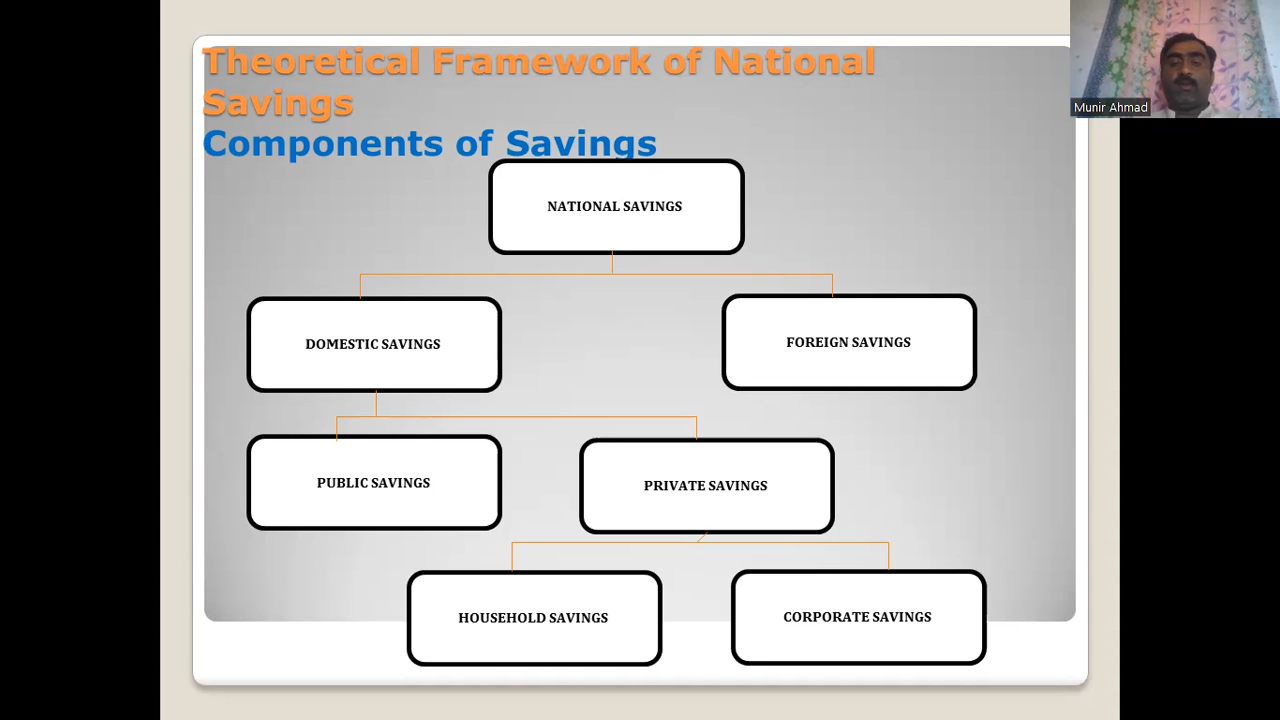 Theoretical Framework of National
Savings
Components of Savings
Munir Ahmad
NATIONAL SAVINGS
DOMESTIC SAVINGS
FOREIGN SAVINGS
PUBLIC SAVINGS
PRIVATE SAVINGS
HOUSEHOLD SAVINGS
CORPORATE SAVINGS